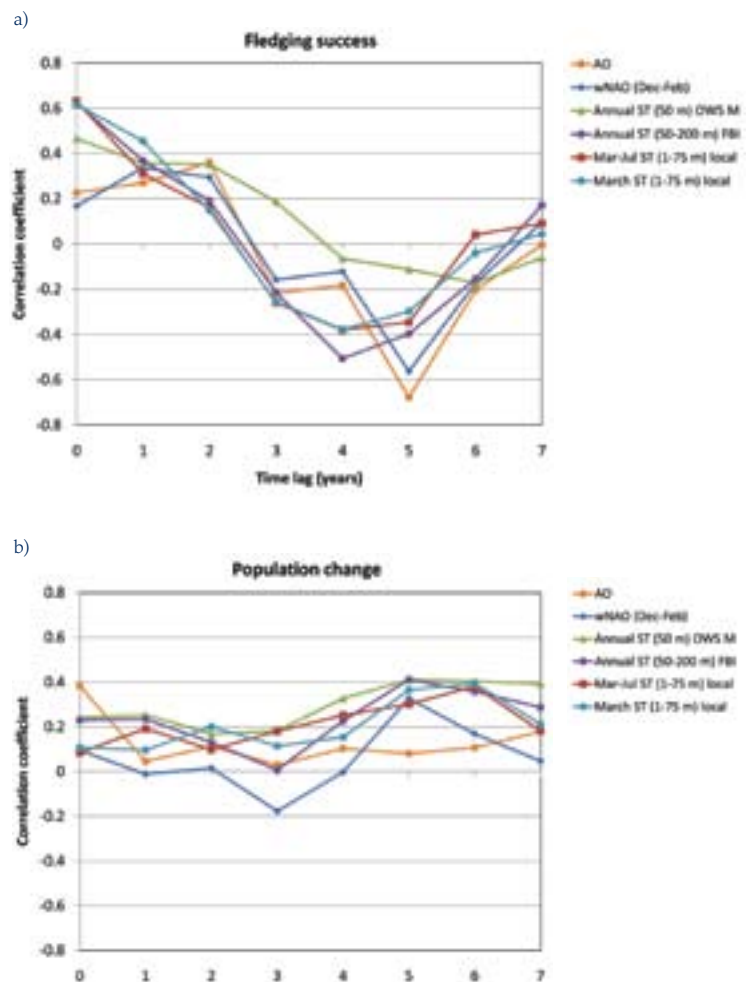 a)
Fledging success
0.8
0.6
0.4
0.2
0
-0.2
-0.4
-0.6
-0.8
Correlation coefficient
0 1 2 3 4 5 6 7
Time lag (years)
AO
wNAO (Dec-Feb)
Annual ST (50 m) OWS M
Annual ST (50-200 m) FBI
Mar-Jul ST (1-75 m) local
March ST (1-75 m) local
b)
Population change
0.8
0.6
0.4
0.2
0
-0.2
-0.4
-0.6
-0.8
Correlation coefficient
0 1 2 3 4 5 6 7
AO
wNAO (Dec-Feb)
Annual ST (50 m) OWS M
Annual ST (50-200 m) FBI
Mar-Jul ST (1-75 m) local
March ST (1-75 m) local